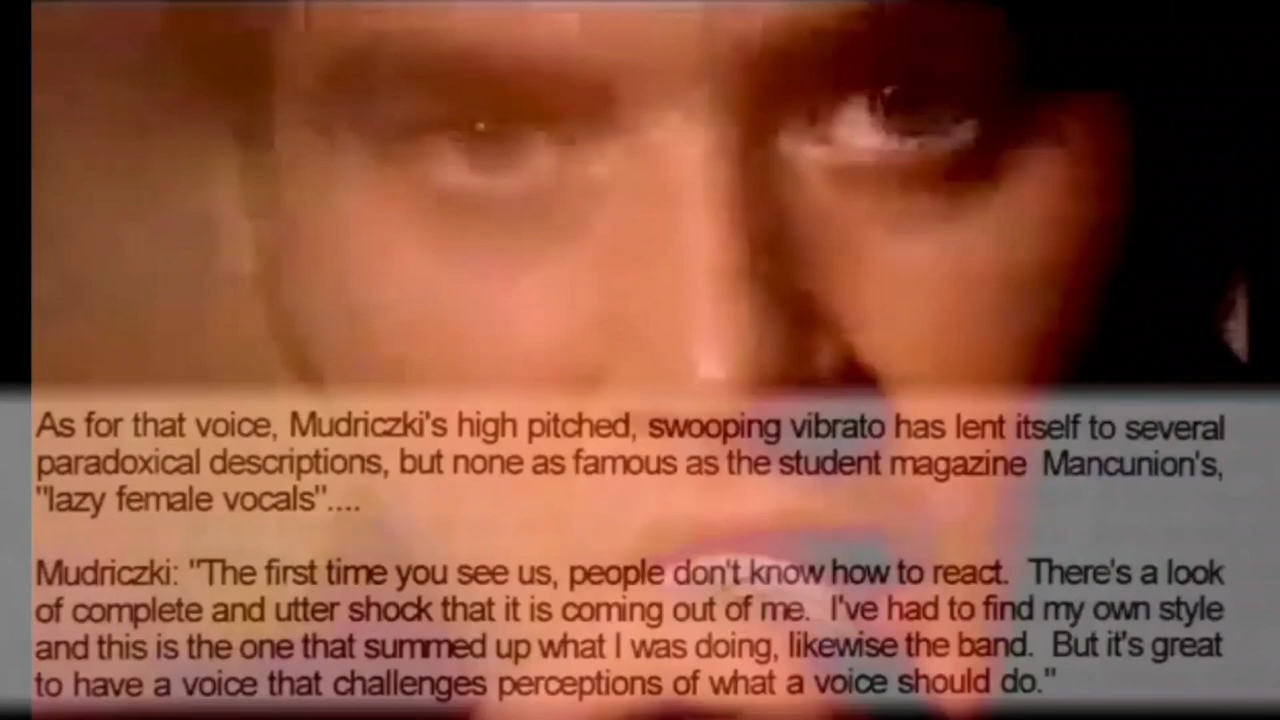 As for that voice, Mudriczki's high pitched, swooping vibrato has lent itself to several
paradoxical descriptions, but none as famous as the student magazine Mancunion's,
"lazy female vocals"....
Mudriczki: "The first time you see us, people don't know how to react. There's a look
of complete and utter shock that it is coming out of me. I've had to find my own style
and this is the one that summed up what I was doing, likewise the band. But it's great
to have a voice that challenges perceptions of what a voice should do."